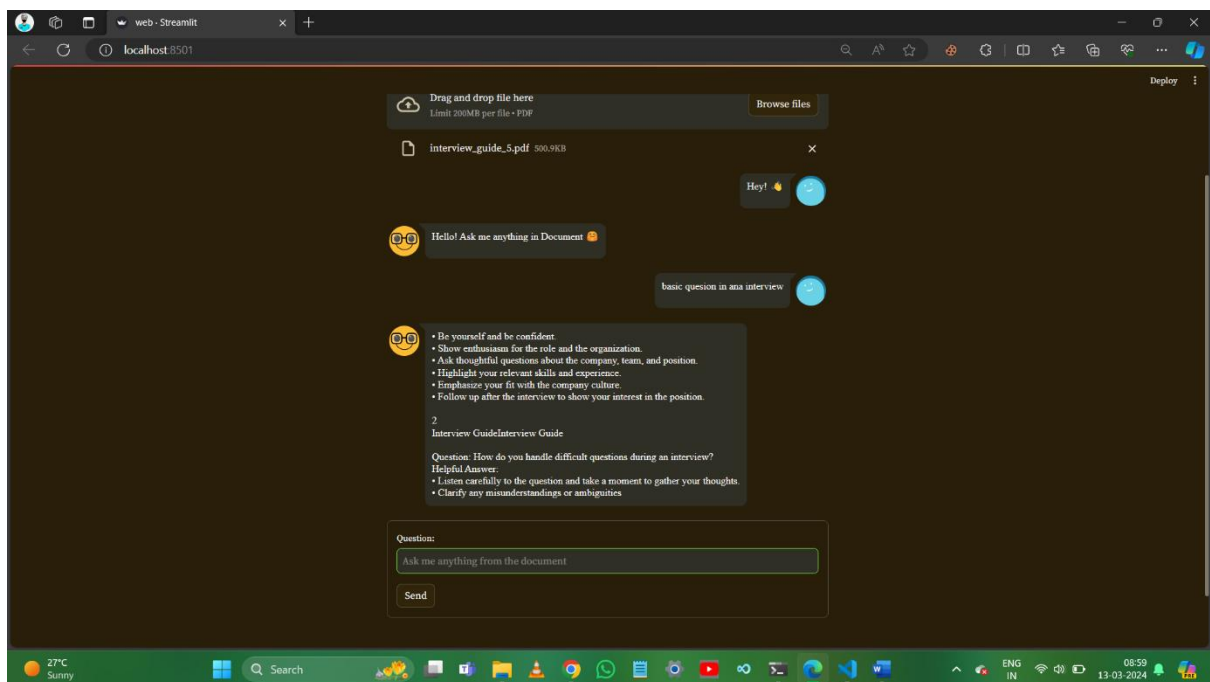 web · Streamlit
localhost:8501
Deploy
Drag and drop file here
Limit 200MB per file • PDF
Browse files
interview_guide_5.pdf 500.9KB
Hey! 👋
Hello! Ask me anything in Document 🤗
basic quesion in ana interview
• Be yourself and be confident.
• Show enthusiasm for the role and the organization.
• Ask thoughtful questions about the company, team, and position.
• Highlight your relevant skills and experience.
• Emphasize your fit with the company culture.
• Follow up after the interview to show your interest in the position.
2
Interview GuideInterview Guide
Question: How do you handle difficult questions during an interview?
Helpful Answer:
• Listen carefully to the question and take a moment to gather your thoughts.
• Clarify any misunderstandings or ambiguities
Question:
Ask me anything from the document
Send
27°C
Sunny
Search
ENG
IN
08:59
13-03-2024